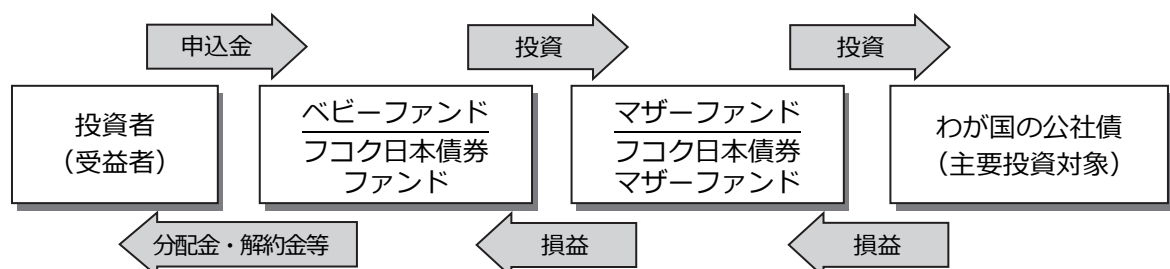 申込金
投資
投資
投資者
（受益者）
ベビーファンド
フコク日本債券
ファンド
マザーファンド
フコク日本債券
マザーファンド
わが国の公社債
（主要投資対象）
分配金・解約金等
損益
損益